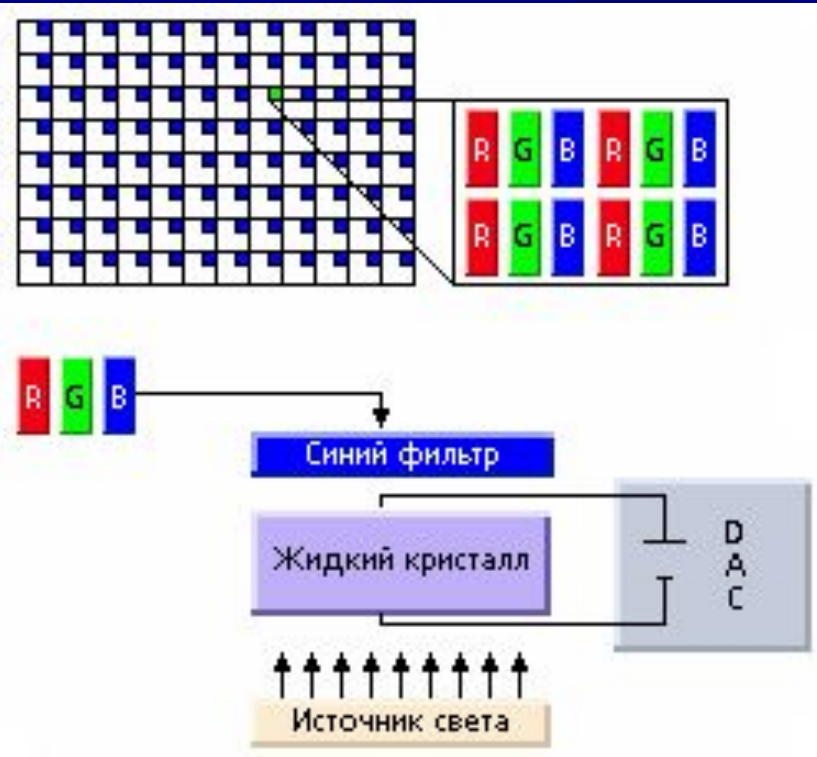 R G B R G B
R G B R G B
R G B
Синий фильтр
Жидкий кристалл
D
A
C
Источник света